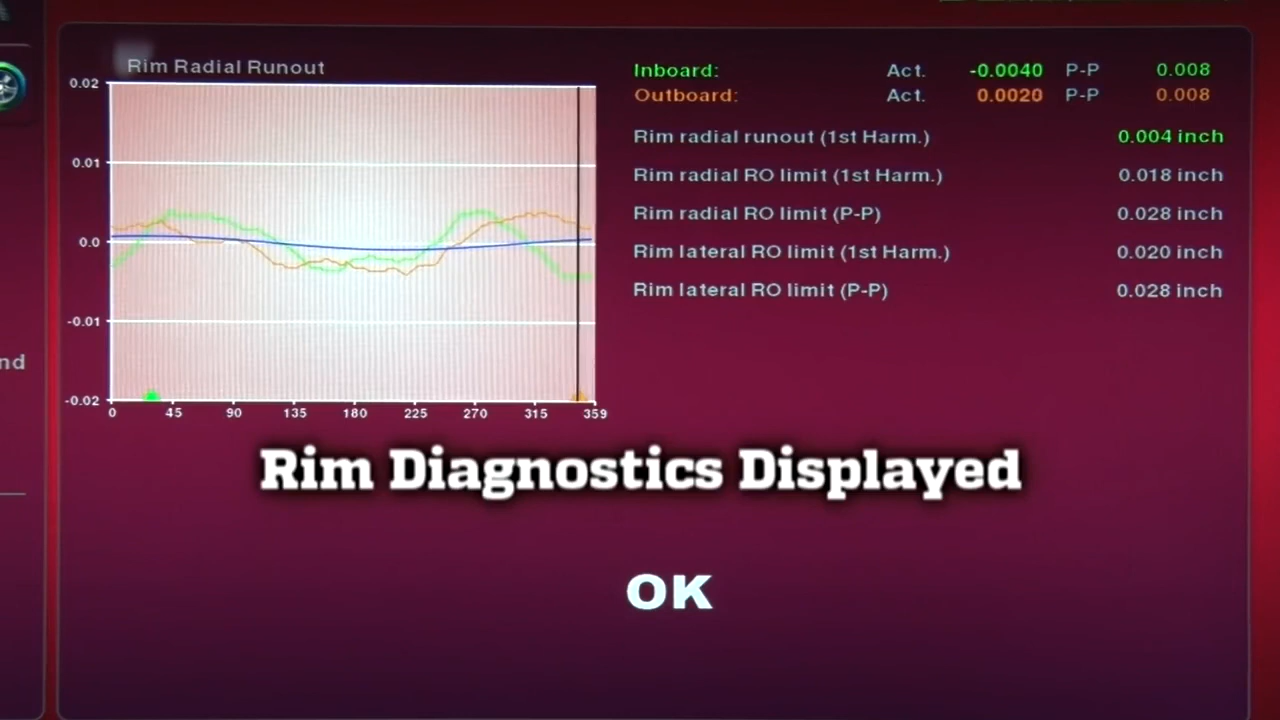 Rim Radial Runout
0.02
0.01
0.0
-0.01
-0.02
0 45 90 135 180 225 270 315 359
Inboard: Act. -0.0040 P-P 0.008
Outboard: Act. 0.0020 P-P 0.008
Rim radial runout (1st Harm.) 0.004 inch
Rim radial RO limit (1st Harm.) 0.018 inch
Rim radial RO limit (P-P) 0.028 inch
Rim lateral RO limit (1st Harm.) 0.020 inch
Rim lateral RO limit (P-P) 0.028 inch
nd
Rim Diagnostics Displayed
OK